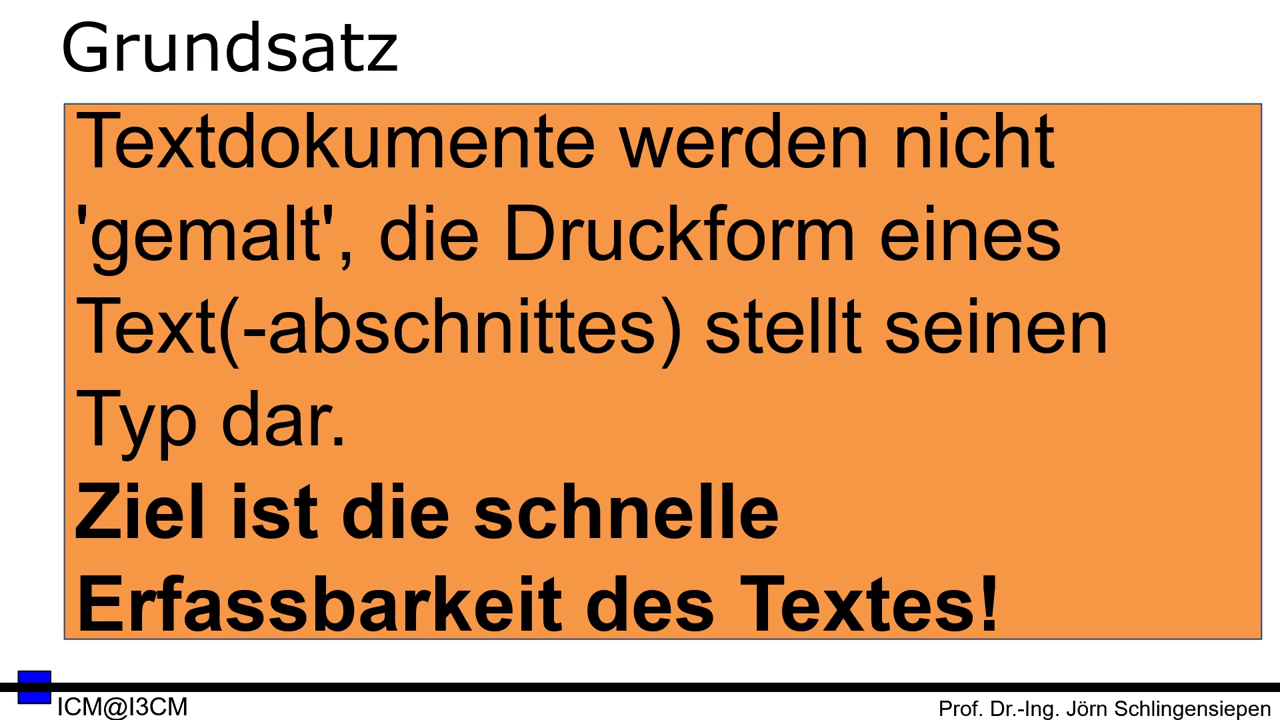 Grundsatz
Textdokumente werden nicht
'gemalt', die Druckform eines
Text(-abschnittes) stellt seinen
Typ dar.
Ziel ist die schnelle
Erfassbarkeit des Textes!
ICM@I3CM
Prof. Dr.-Ing. Jörn Schlingensiepen